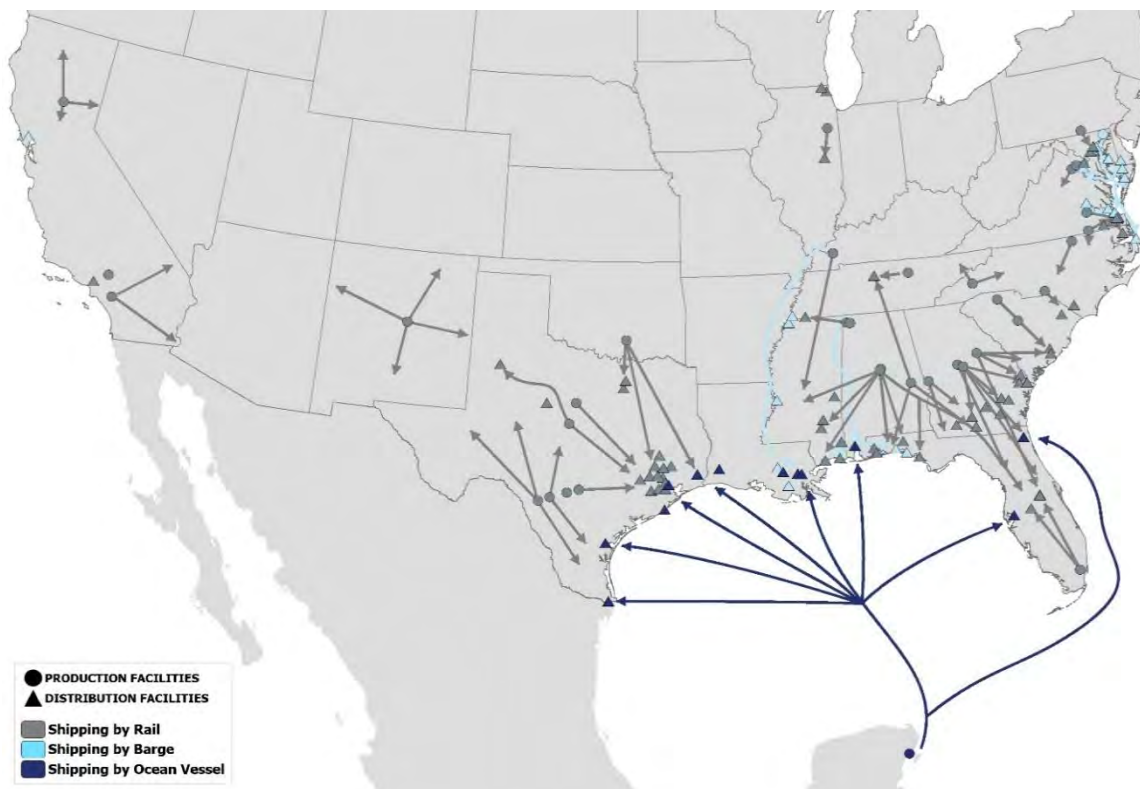 PRODUCTION FACILITIES
DISTRIBUTION FACILITIES
Shipping by Rail
Shipping by Barge
Shipping by Ocean Vessel